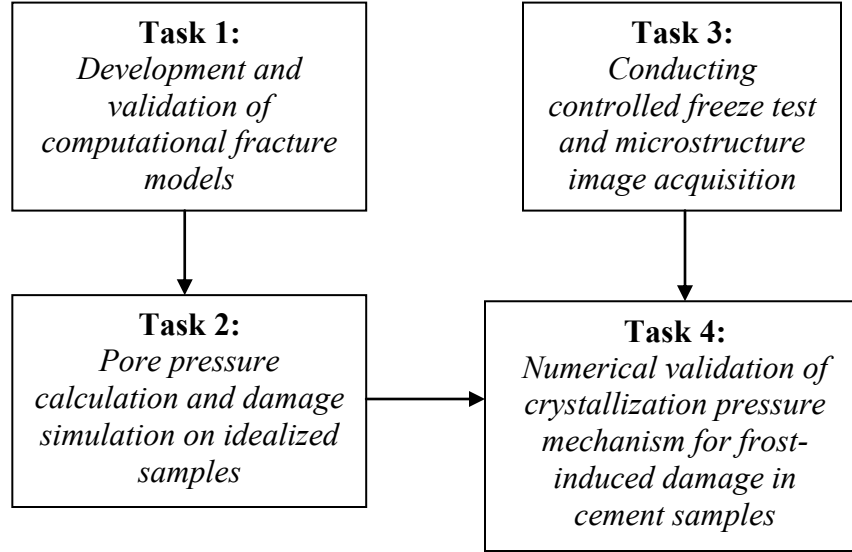 Task 1:
Development and
validation of
computational fracture
models
Task 3:
Conducting
controlled freeze test
and microstructure
image acquisition
Task 2:
Pore pressure
calculation and damage
simulation on idealized
samples
Task 4:
Numerical validation of
crystallization pressure
mechanism for frost-
induced damage in
cement samples